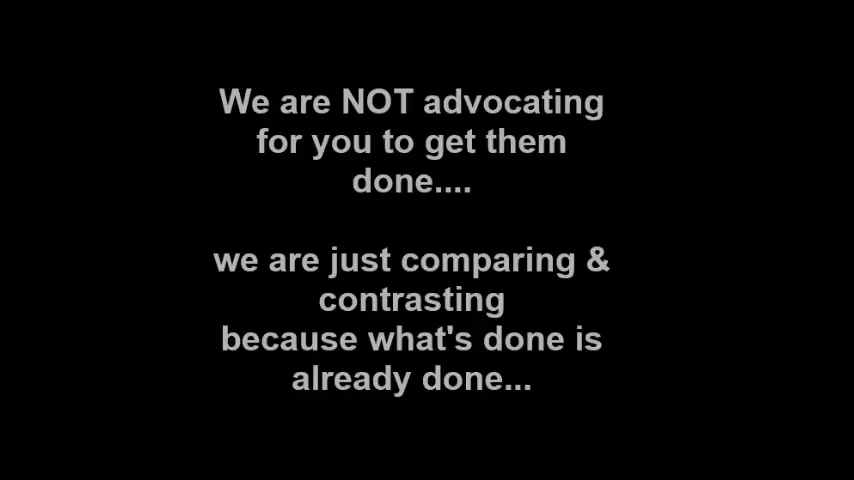 We are NOT advocating
for you to get them
done....
we are just comparing &
contrasting
because what's done is
already done...